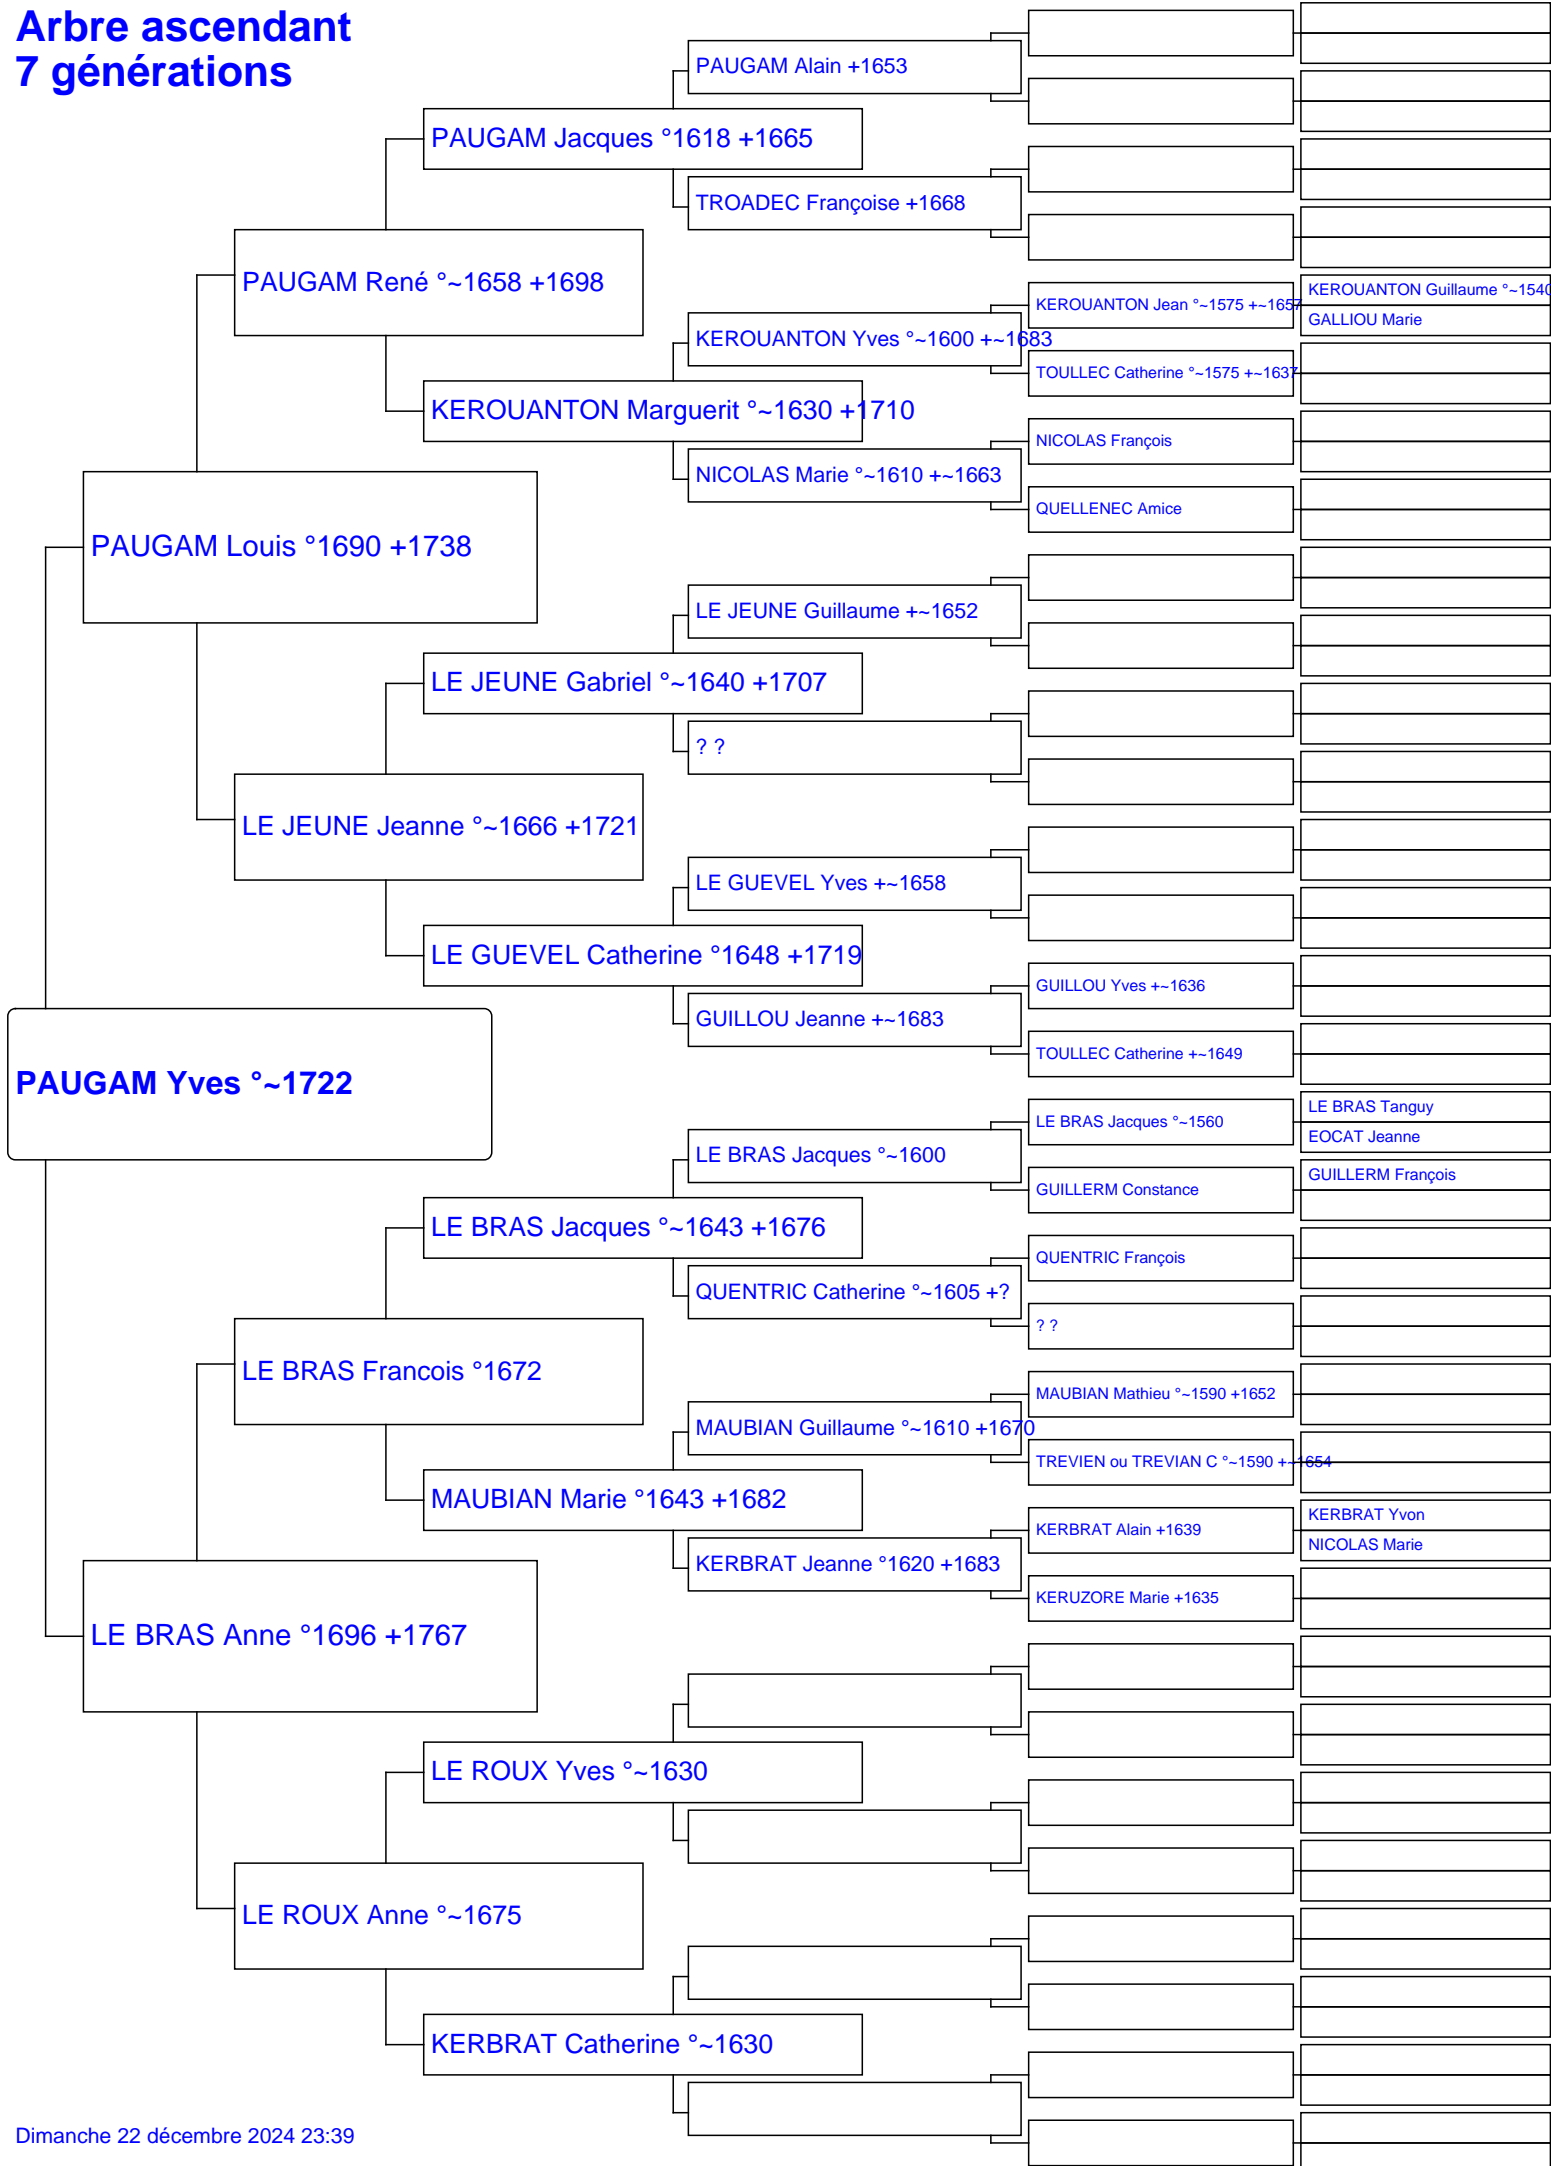 Arbre ascendant
7 générations
PAUGAM Yves °~1722
PAUGAM Louis °1690 +1738
LE BRAS Anne °1696 +1767
PAUGAM René °~1658 +1698
LE JEUNE Jeanne °~1666 +1721
LE BRAS Francois °1672
LE ROUX Anne °~1675
PAUGAM Jacques °1618 +1665
KEROUANTON Marguerit °~1630 +1710
LE JEUNE Gabriel °~1640 +1707
LE GUEVEL Catherine °1648 +1719
LE BRAS Jacques °~1643 +1676
MAUBIAN Marie °1643 +1682
LE ROUX Yves °~1630
KERBRAT Catherine °~1630
PAUGAM Alain +1653
TROADEC Françoise +1668
KEROUANTON Yves °~1600 +~1683
NICOLAS Marie °~1610 +~1663
LE JEUNE Guillaume +~1652
? ?
LE GUEVEL Yves +~1658
GUILLOU Jeanne +~1683
LE BRAS Jacques °~1600
QUENTRIC Catherine °~1605 +?
MAUBIAN Guillaume °~1610 +1670
KERBRAT Jeanne °1620 +1683
KEROUANTON Jean °~1575 +~1657
TOULLEC Catherine °~1575 +~1637
NICOLAS François
QUELLENEC Amice
GUILLOU Yves +~1636
TOULLEC Catherine +~1649
LE BRAS Jacques °~1560
GUILLERM Constance
QUENTRIC François
? ?
MAUBIAN Mathieu °~1590 +1652
TREVIEN ou TREVIAN C °~1590 +~1654
KERBRAT Alain +1639
KERUZORE Marie +1635
KEROUANTON Guillaume °~1540
GALLIOU Marie
LE BRAS Tanguy
EOCAT Jeanne
GUILLERM François
KERBRAT Yvon
NICOLAS Marie
Dimanche 22 décembre 2024 23:39